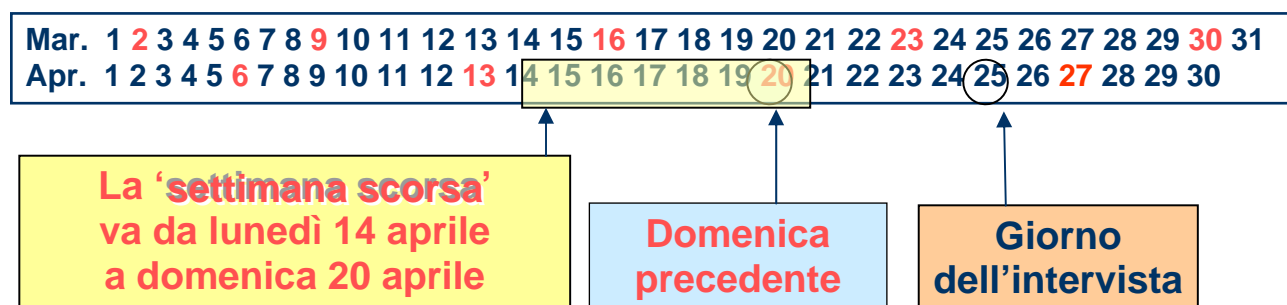 Mar. 1 2 3 4 5 6 7 8 9 10 11 12 13 14 15 16 17 18 19 20 21 22 23 24 25 26 27 28 29 30 31
Apr. 1 2 3 4 5 6 7 8 9 10 11 12 13 14 15 16 17 18 19 20 21 22 23 24 25 26 27 28 29 30
La ‘settimana scorsa’
va da lunedì 14 aprile
a domenica 20 aprile
Domenica
precedente
Giorno
dell’intervista